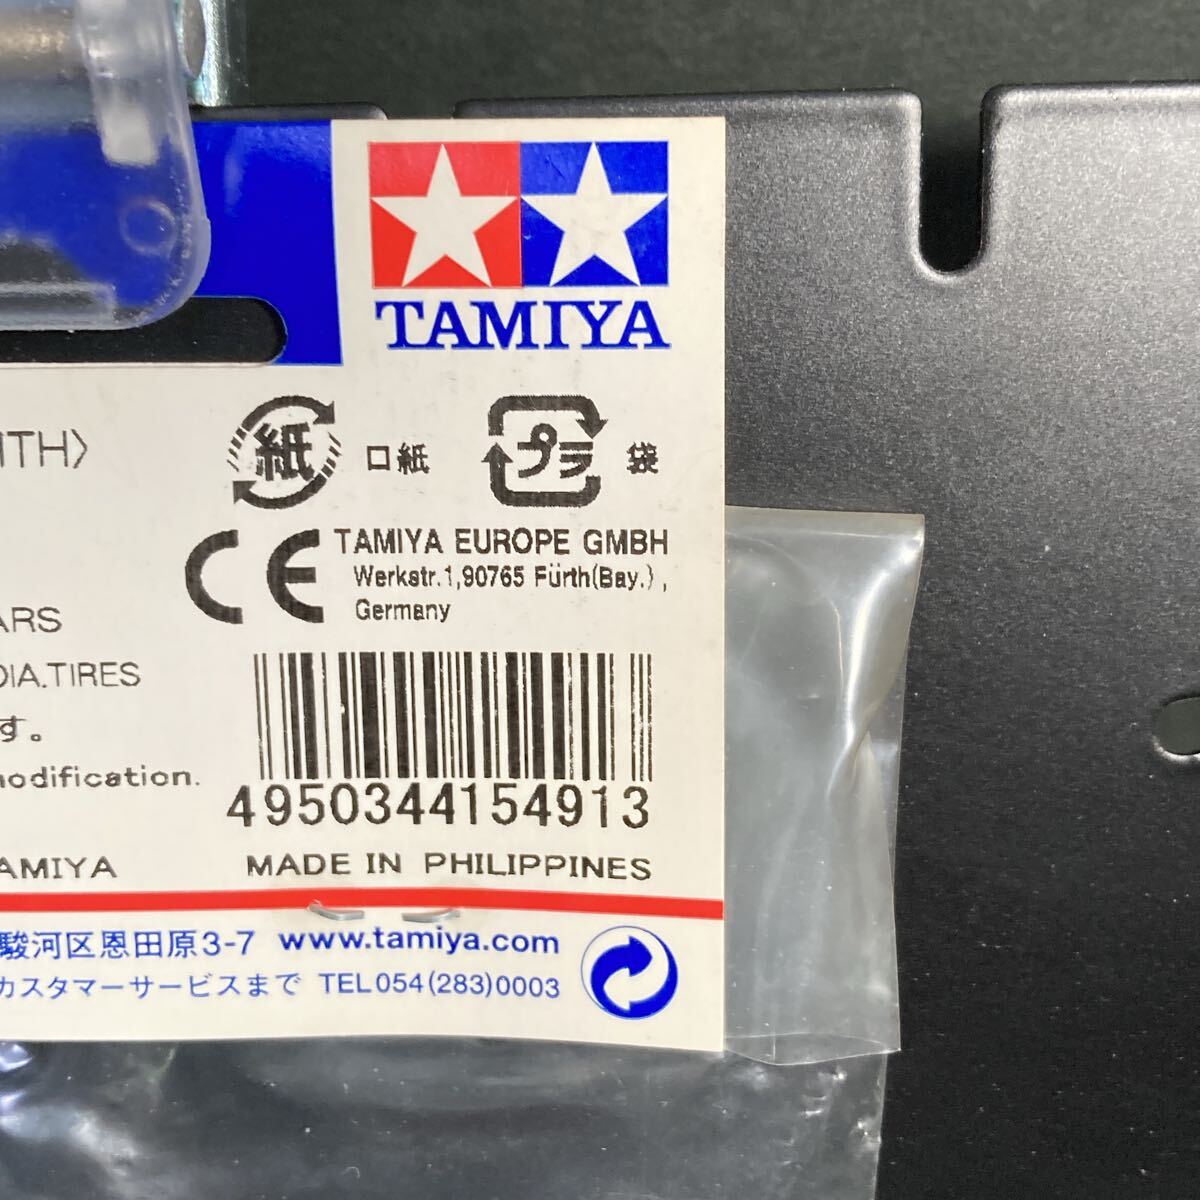 TAMIYA
ITH〉
紙 口紙 プラ 袋
CE TAMIYA EUROPE GMBH
Werkstr.1,90765 Fürth(Bay.),
Germany
ARS
DIA.TIRES
す。
modification.
4950344154913
AMIYA
MADE IN PHILIPPINES
駿河区恩田原3-7 www.tamiya.com
カスタマーサービスまで TEL054(283)0003